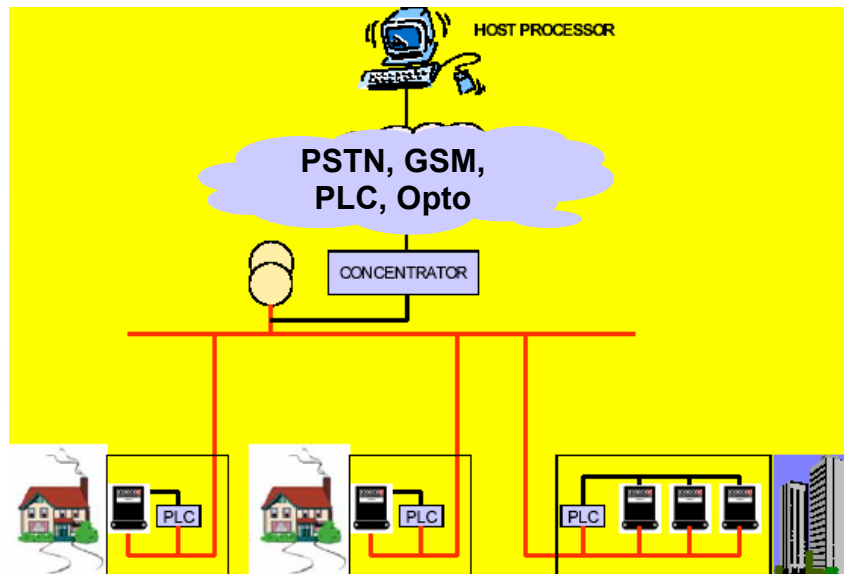 HOST PROCESSOR
PSTN, GSM,
PLC, Opto
CONCENTRATOR
PLC
PLC
PLC